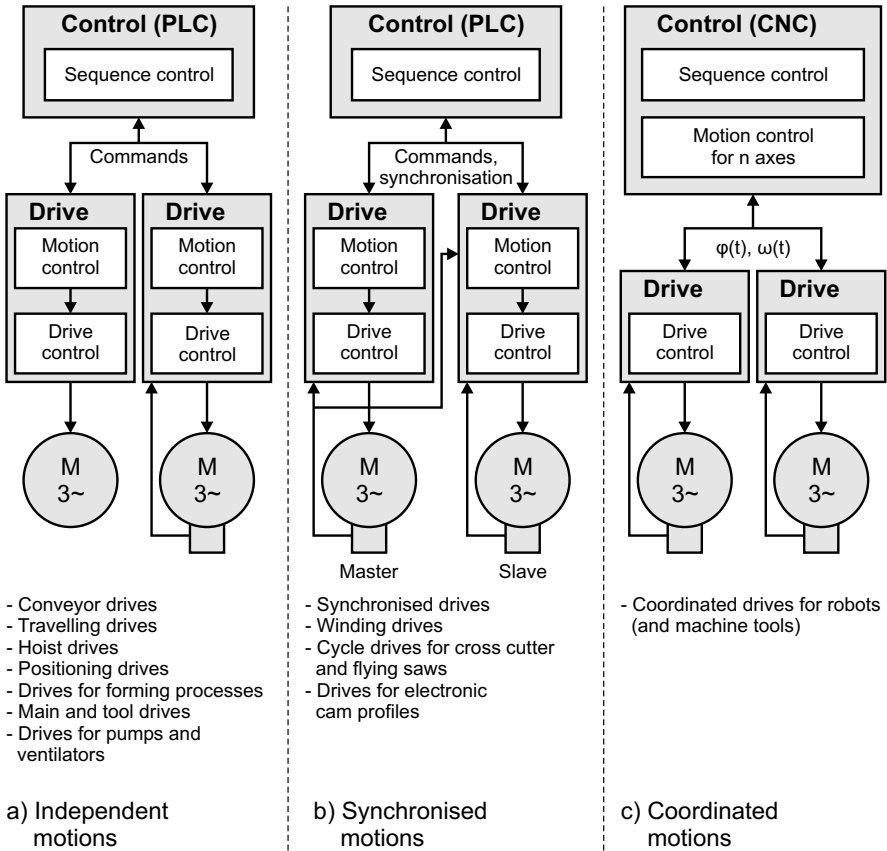 Control (PLC)
Sequence control
Commands
Drive
Motion
control
Drive
control
M
3~
Drive
Motion
control
Drive
control
M
3~
- Conveyor drives
- Travelling drives
- Hoist drives
- Positioning drives
- Drives for forming processes
- Main and tool drives
- Drives for pumps and
ventilators
a) Independent
motions
Control (PLC)
Sequence control
Commands,
synchronisation
Drive
Motion
control
Drive
control
M
3~
Master
Drive
Motion
control
Drive
control
M
3~
Slave
- Synchronised drives
- Winding drives
- Cycle drives for cross cutter
and flying saws
- Drives for electronic
cam profiles
b) Synchronised
motions
Control (CNC)
Sequence control
Motion control
for n axes
φ(t), ω(t)
Drive
Drive
control
M
3~
Drive
Drive
control
M
3~
- Coordinated drives for robots
(and machine tools)
c) Coordinated
motions